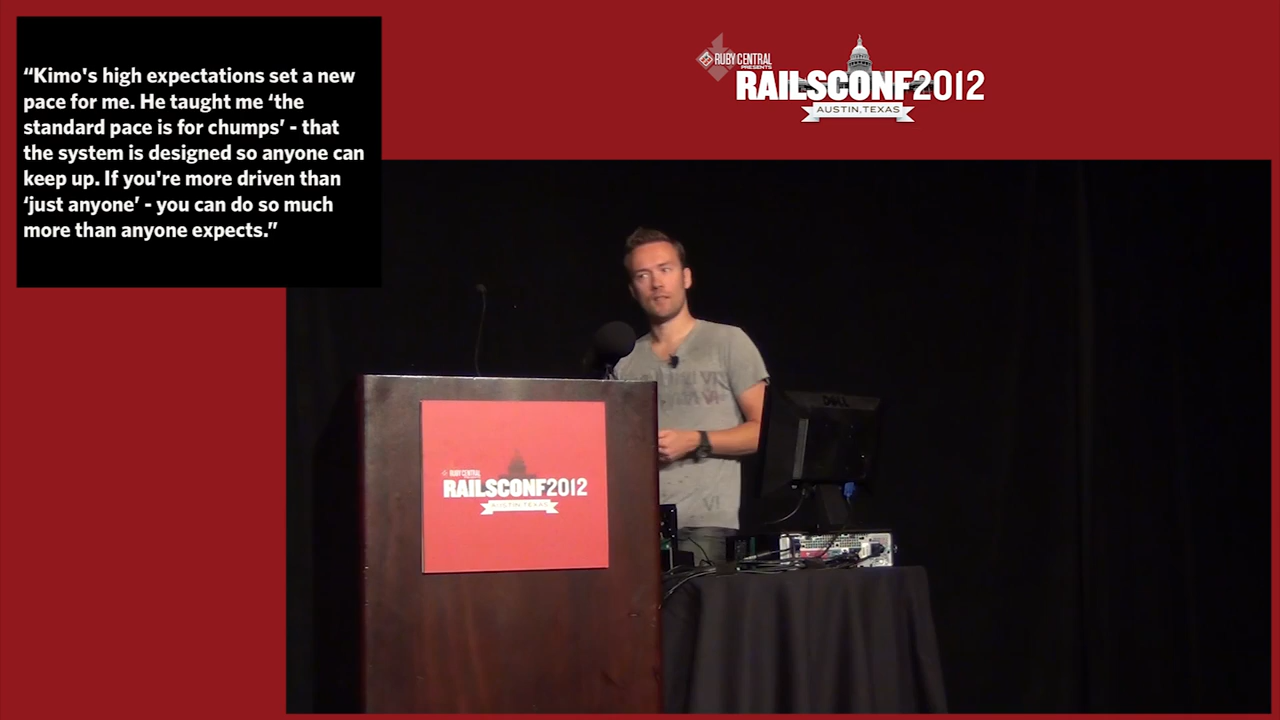 “Kimo's high expectations set a new
pace for me. He taught me ‘the
standard pace is for chumps’ - that
the system is designed so anyone can
keep up. If you're more driven than
‘just anyone’ - you can do so much
more than anyone expects.”
RUBY CENTRAL
PRESENTS
RAILSCONF2012
AUSTIN, TEXAS
DELL
RUBY CENTRAL
RAILSCONF2012
AUSTIN, TEXAS